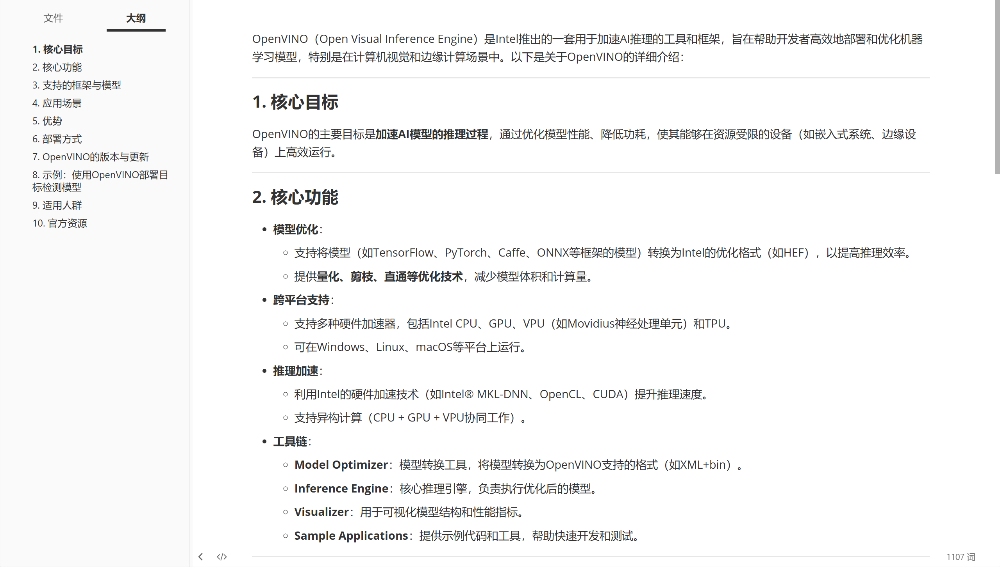 文件
大纲
1. 核心目标
2. 核心功能
3. 支持的框架与模型
4. 应用场景
5. 优势
6. 部署方式
7. OpenVINO的版本与更新
8. 示例：使用OpenVINO部署目
标检测模型
9. 适用人群
10. 官方资源
OpenVINO（Open Visual Inference Engine）是Intel推出的一套用于加速AI推理的工具和框架，旨在帮助开发者高效地部署和优化机器
学习模型，特别是在计算机视觉和边缘计算场景中。以下是关于OpenVINO的详细介绍：
1. 核心目标
OpenVINO的主要目标是加速AI模型的推理过程，通过优化模型性能、降低功耗，使其能够在资源受限的设备（如嵌入式系统、边缘设
备）上高效运行。
2. 核心功能
• 模型优化：
◦ 支持将模型（如TensorFlow、PyTorch、Caffe、ONNX等框架的模型）转换为Intel的优化格式（如HEF），以提高推理效率。
◦ 提供量化、剪枝、直通等优化技术，减少模型体积和计算量。
• 跨平台支持：
◦ 支持多种硬件加速器，包括Intel CPU、GPU、VPU（如Movidius神经处理单元）和TPU。
◦ 可在Windows、Linux、macOS等平台上运行。
• 推理加速：
◦ 利用Intel的硬件加速技术（如Intel® MKL-DNN、OpenCL、CUDA）提升推理速度。
◦ 支持异构计算（CPU + GPU + VPU协同工作）。
• 工具链：
◦ Model Optimizer：模型转换工具，将模型转换为OpenVINO支持的格式（如XML+bin）。
◦ Inference Engine：核心推理引擎，负责执行优化后的模型。
◦ Visualizer：用于可视化模型结构和性能指标。
◦ Sample Applications：提供示例代码和工具，帮助快速开发和测试。
1107 词